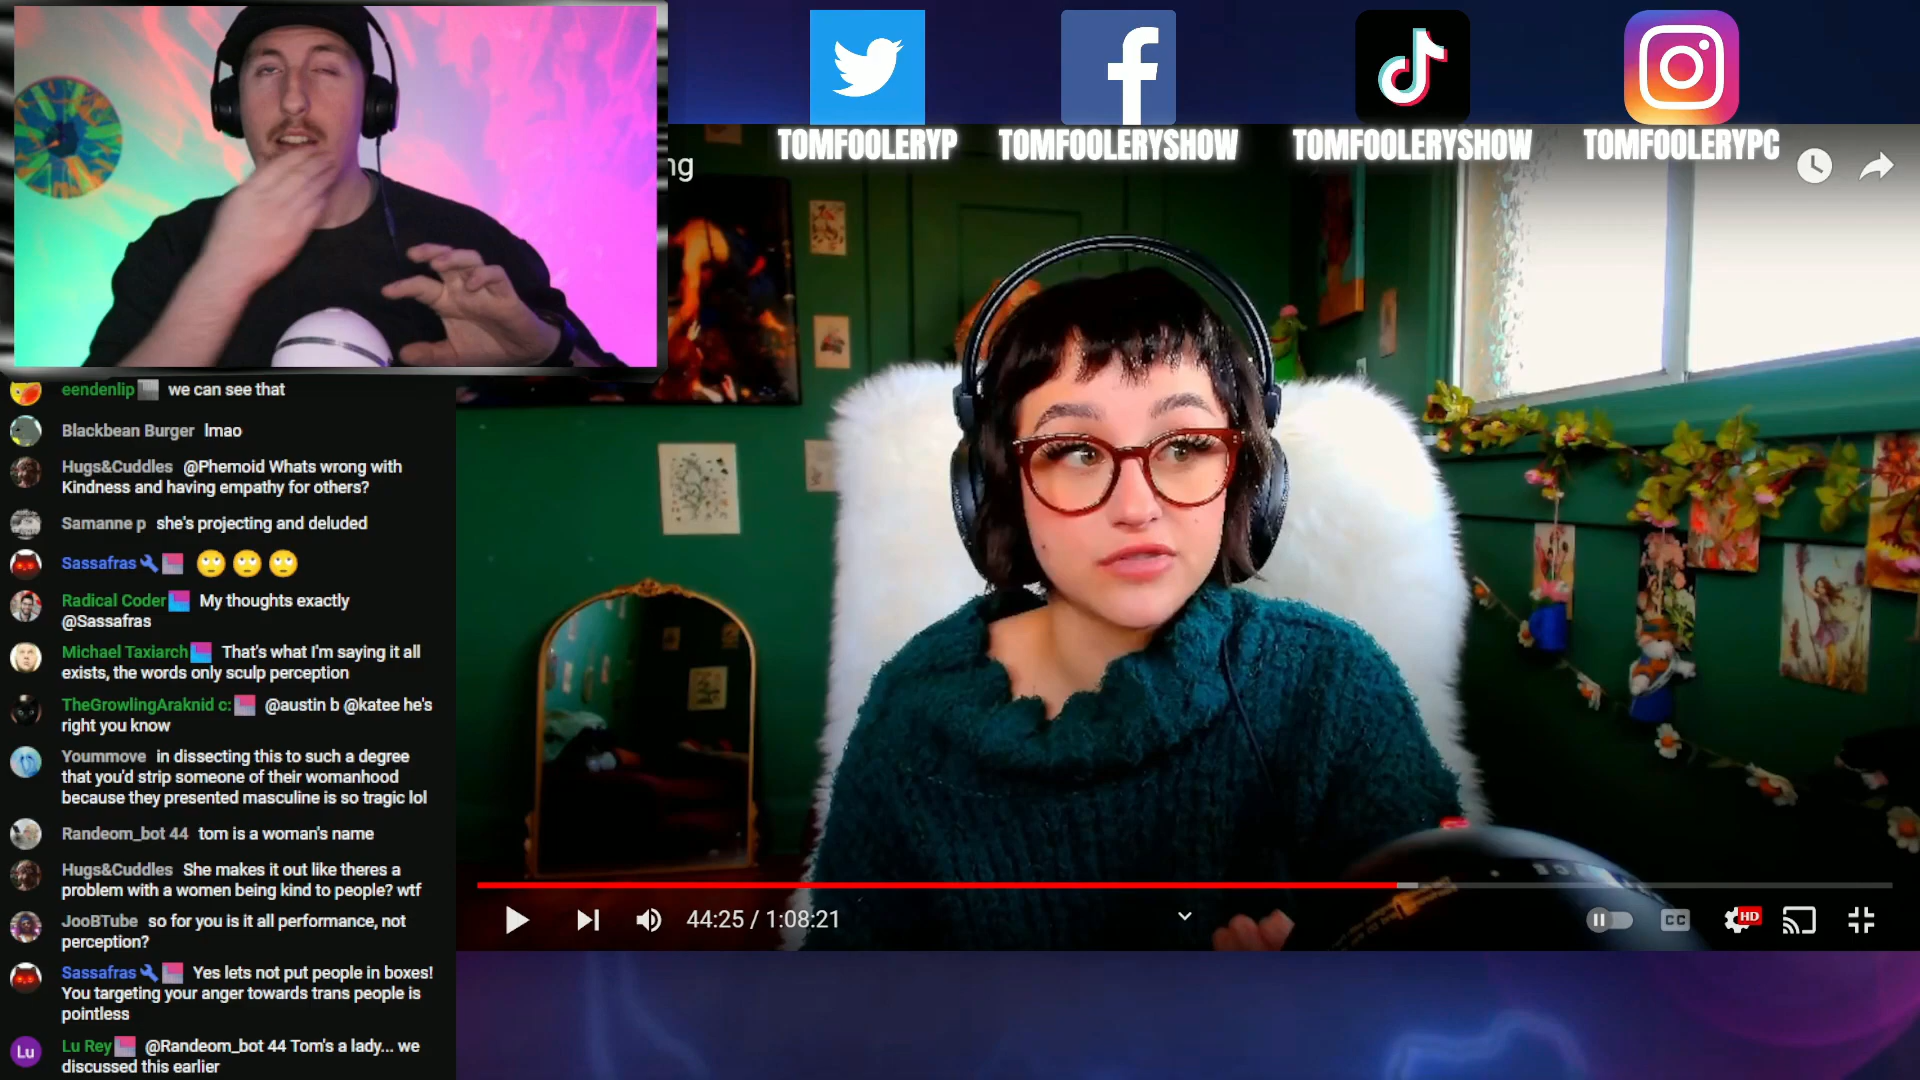 TOMFOOLERYP
TOMFOOLERYSHOW
TOMFOOLERYSHOW
TOMFOOLERYPC
ng
eendenlip we can see that
Blackbean Burger lmao
Hugs&Cuddles @Phemoid Whats wrong with
Kindness and having empathy for others?
Samanne p she's projecting and deluded
Sassafras 🙄 🙄 🙄
Radical Coder My thoughts exactly
@Sassafras
Michael Taxiarch That's what I'm saying it all
exists, the words only sculp perception
TheGrowlingAraknid c: @austin b @katee he's
right you know
Yoummove in dissecting this to such a degree
that you'd strip someone of their womanhood
because they presented masculine is so tragic lol
Randeom_bot 44 tom is a woman's name
Hugs&Cuddles She makes it out like theres a
problem with a women being kind to people? wtf
JooBTube so for you is it all performance, not
perception?
Sassafras Yes lets not put people in boxes!
You targeting your anger towards trans people is
pointless
Lu
Lu Rey @Randeom_bot 44 Tom's a lady... we
discussed this earlier
44:25 / 1:08:21
CC
HD